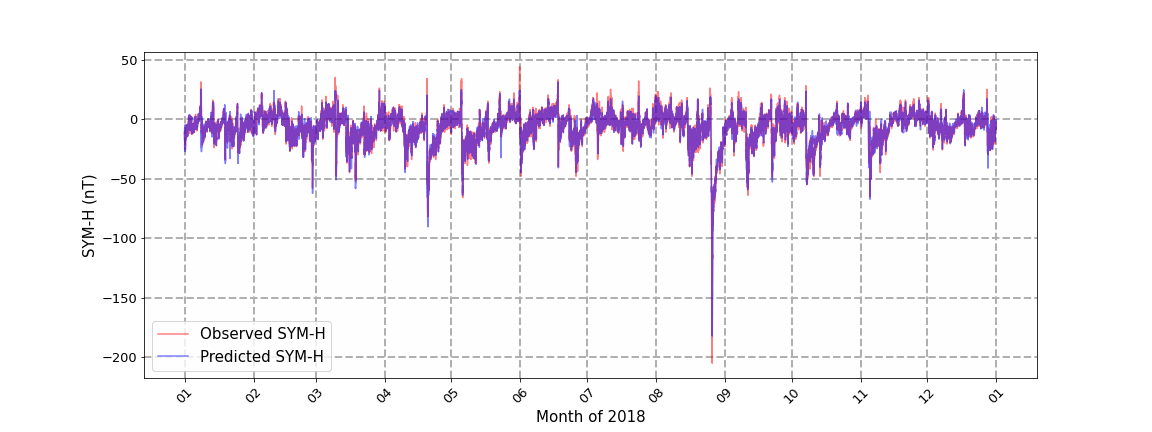 50
0
−50
−100
−150
−200
SYM-H (nT)
Observed SYM-H
Predicted SYM-H
01 02 03 04 05 06 07 08 09 10 11 12 01
Month of 2018